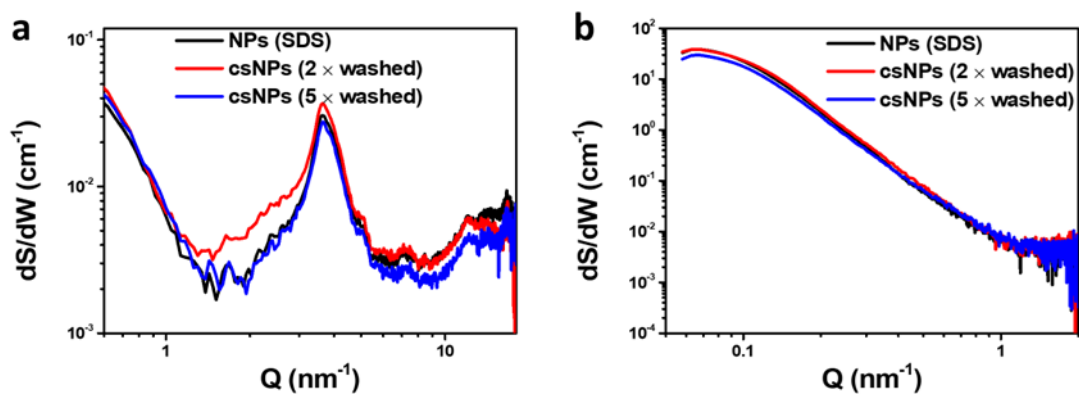 a
NPs (SDS)
csNPs (2 × washed)
csNPs (5 × washed)
10⁻¹
10⁻²
10⁻³
dS/dW (cm⁻¹)
1
10
Q (nm⁻¹)
b
NPs (SDS)
csNPs (2 × washed)
csNPs (5 × washed)
10²
10¹
10⁰
10⁻¹
10⁻²
10⁻³
10⁻⁴
dS/dW (cm⁻¹)
0.1
1
Q (nm⁻¹)